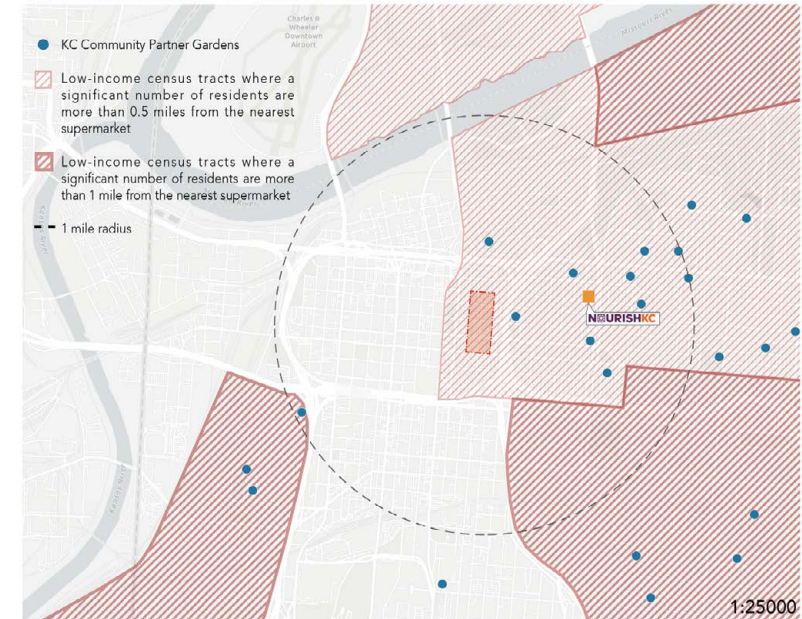 Charles B
Wheeler
Downtown
Airport
Missouri River
KC Community Partner Gardens
Low-income census tracts where a
significant number of residents are
more than 0.5 miles from the nearest
supermarket
Low-income census tracts where a
significant number of residents are more
than 1 mile from the nearest supermarket
1 mile radius
NOURISHKC
1:25000